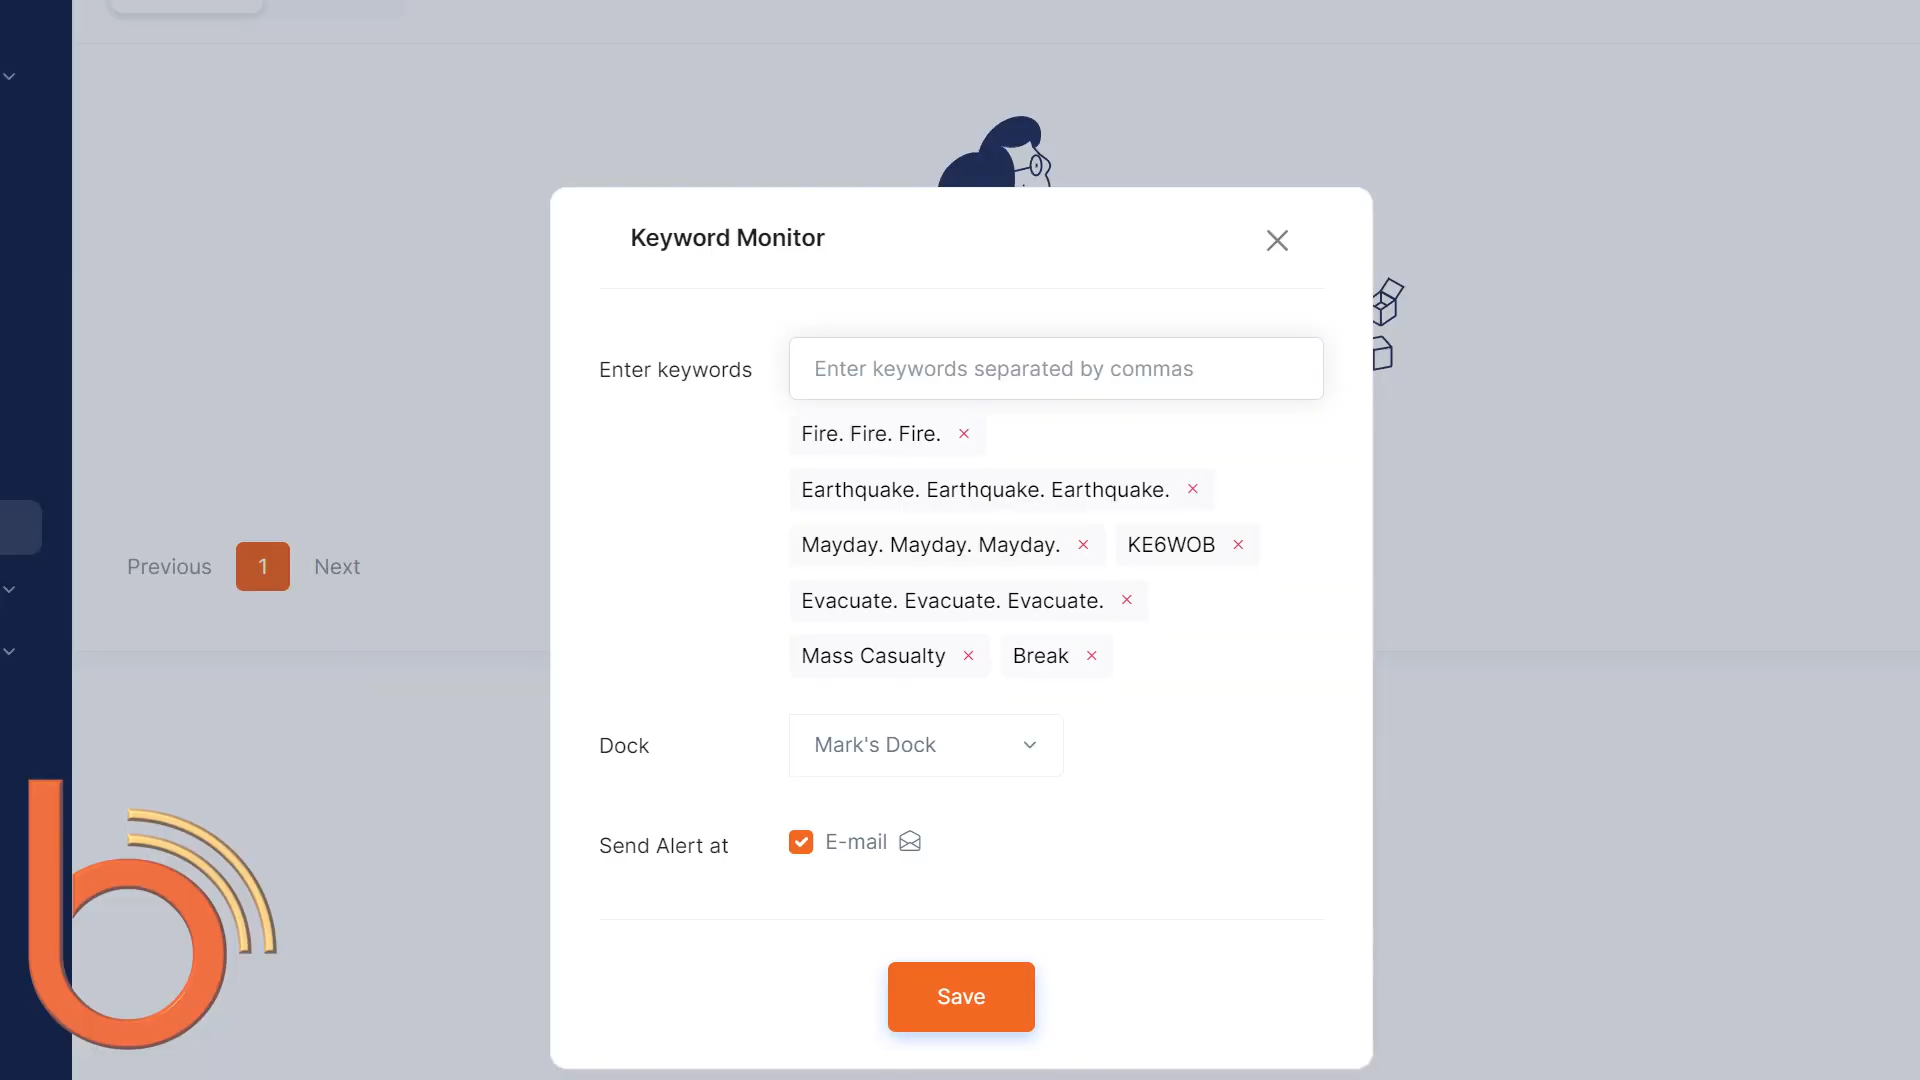 Keyword Monitor
Enter keywords
Enter keywords separated by commas
Fire. Fire. Fire.
Earthquake. Earthquake. Earthquake.
Mayday. Mayday. Mayday. KE6WOB
Evacuate. Evacuate. Evacuate.
Mass Casualty Break
Previous 1 Next
Dock Mark's Dock
Send Alert at E-mail
Save